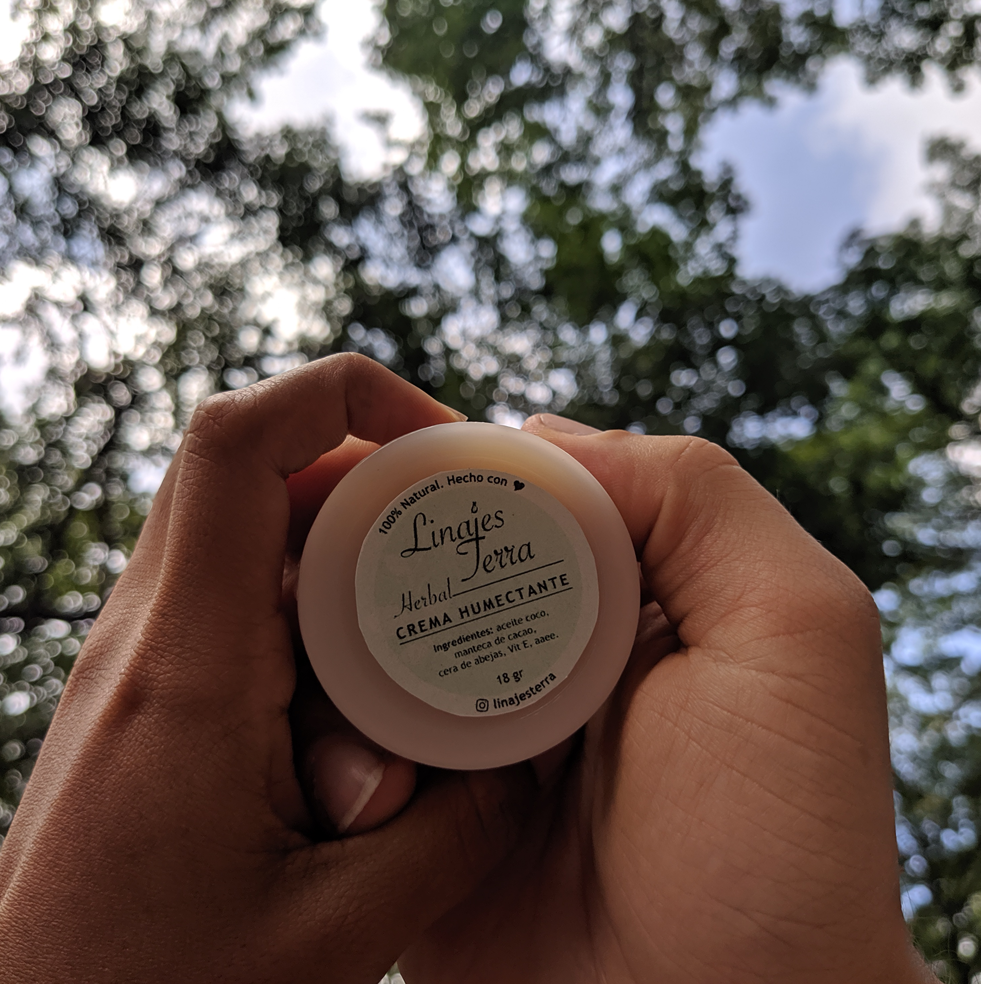 100% Natural. Hecho con ♥
Linajes
Terra
Herbal
CREMA HUMECTANTE
Ingredientes: aceite coco,
manteca de cacao,
cera de abejas, Vit E, aaee.
18 gr
linajesterra